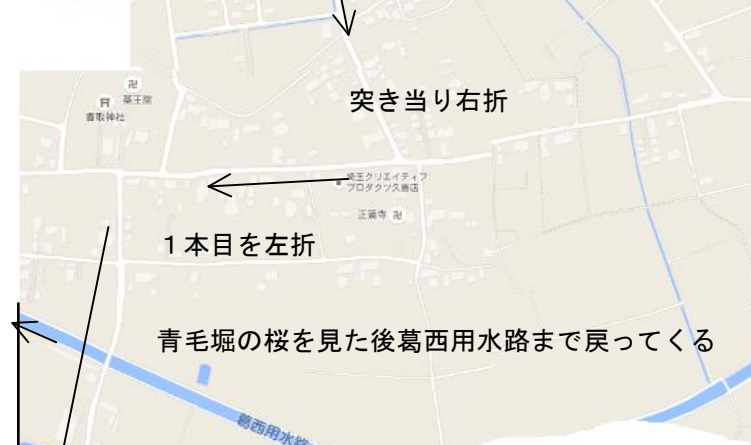 突き当り右折
薬王院
香取神社
埼玉クリエイティブ
プロダクツ久喜店
正蓮寺
1本目を左折
青毛堀の桜を見た後葛西用水路まで戻ってくる
葛西用水路